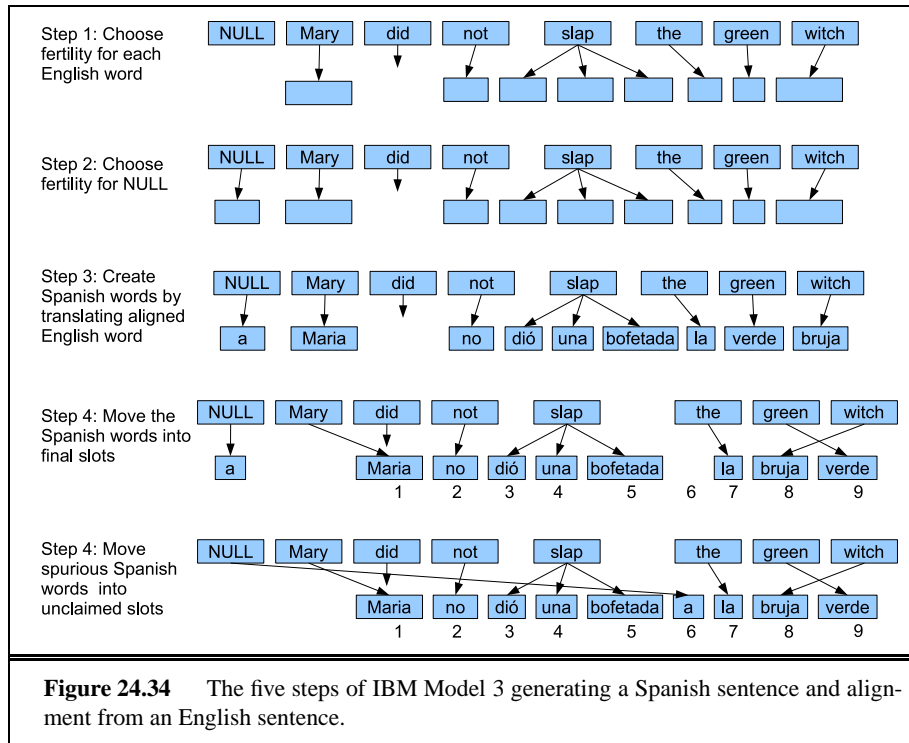 Step 1: Choose
fertility for each
English word
NULL Mary did not slap the green witch
Step 2: Choose
fertility for NULL
NULL Mary did not slap the green witch
Step 3: Create
Spanish words by
translating aligned
English word
NULL Mary did not slap the green witch
a Maria no dió una bofetada la verde bruja
Step 4: Move the
Spanish words into
final slots
NULL Mary did not slap the green witch
a Maria no dió una bofetada la bruja verde
1 2 3 4 5 6 7 8 9
Step 4: Move
spurious Spanish
words into
unclaimed slots
NULL Mary did not slap the green witch
Maria no dió una bofetada a la bruja verde
1 2 3 4 5 6 7 8 9
Figure 24.34 The five steps of IBM Model 3 generating a Spanish sentence and align-
ment from an English sentence.